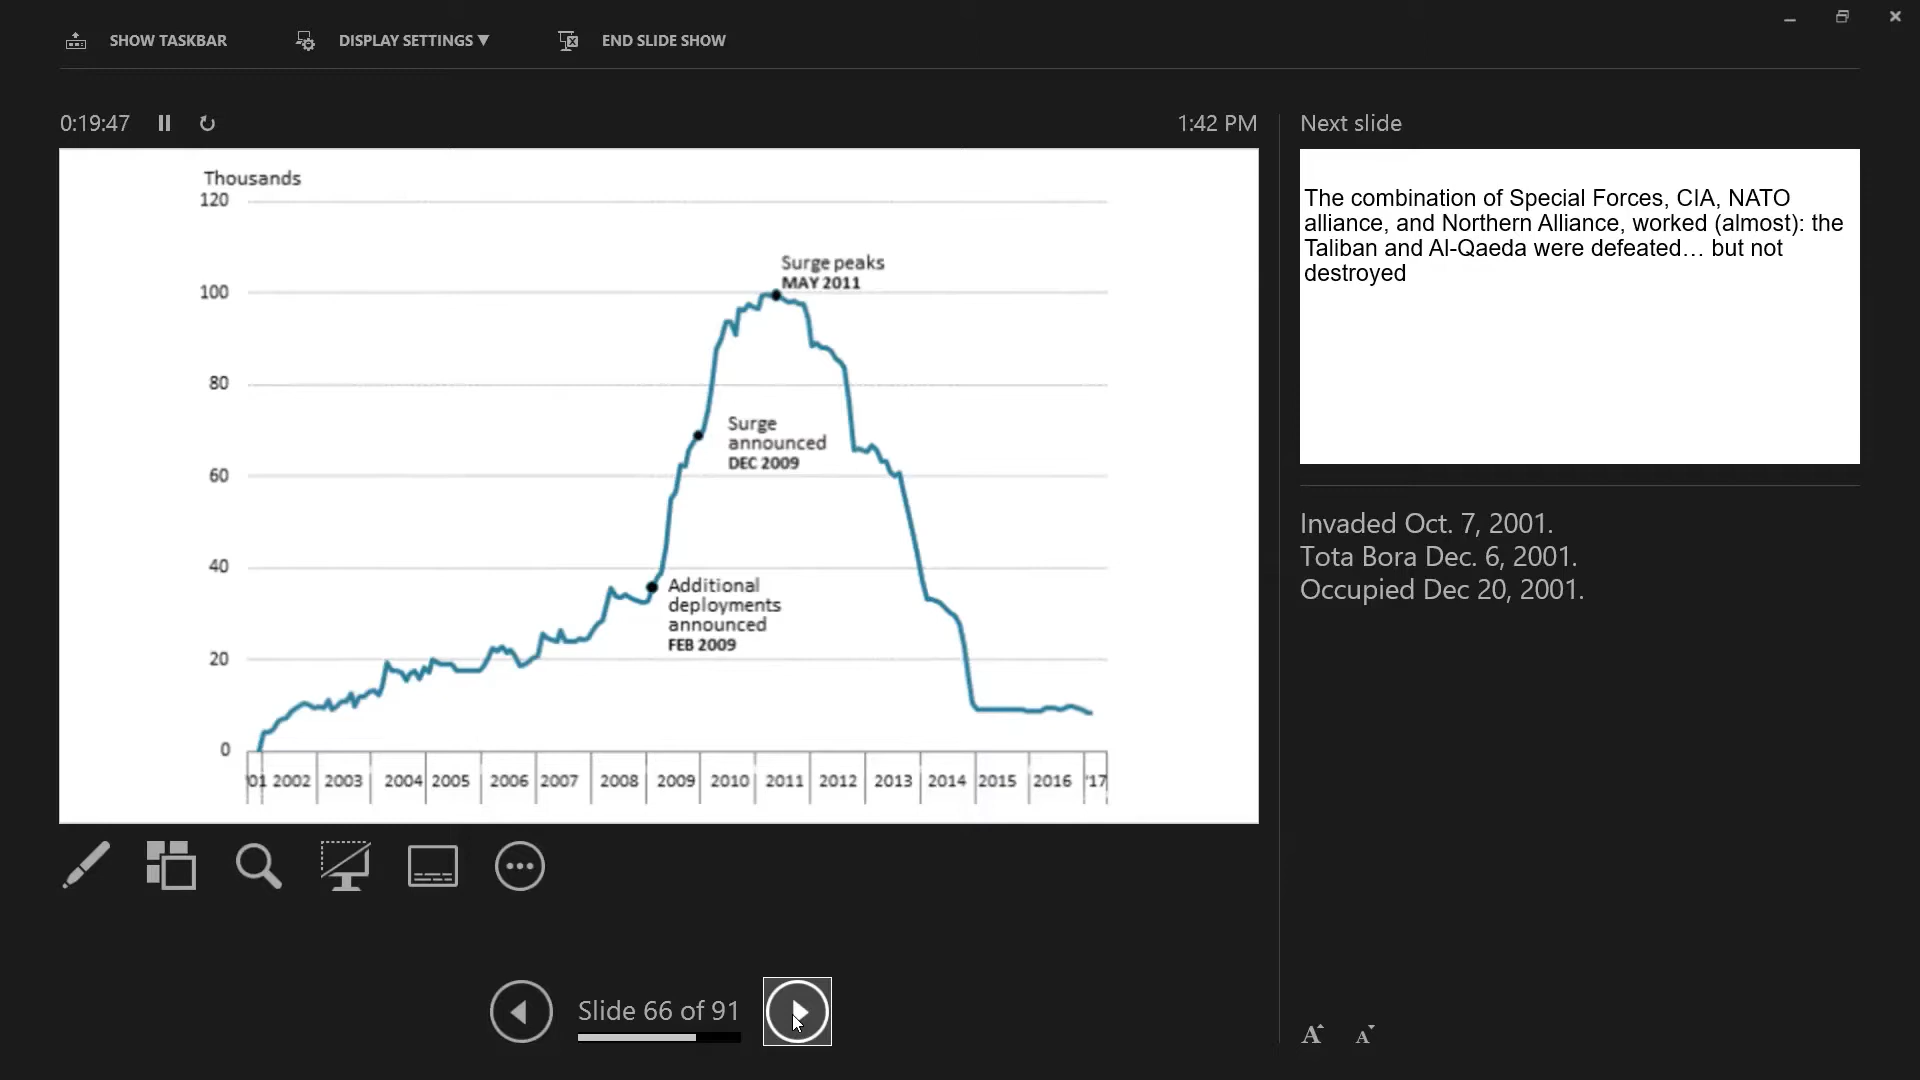 SHOW TASKBAR
DISPLAY SETTINGS ▼
END SLIDE SHOW
0:19:47
1:42 PM
Next slide
Thousands
120
100
80
60
40
20
0
Surge peaks
MAY 2011
Surge
announced
DEC 2009
Additional
deployments
announced
FEB 2009
'01 2002 2003 2004 2005 2006 2007 2008 2009 2010 2011 2012 2013 2014 2015 2016 '17
The combination of Special Forces, CIA, NATO
alliance, and Northern Alliance, worked (almost): the
Taliban and Al-Qaeda were defeated… but not
destroyed
Invaded Oct. 7, 2001.
Tota Bora Dec. 6, 2001.
Occupied Dec 20, 2001.
Slide 66 of 91
A A